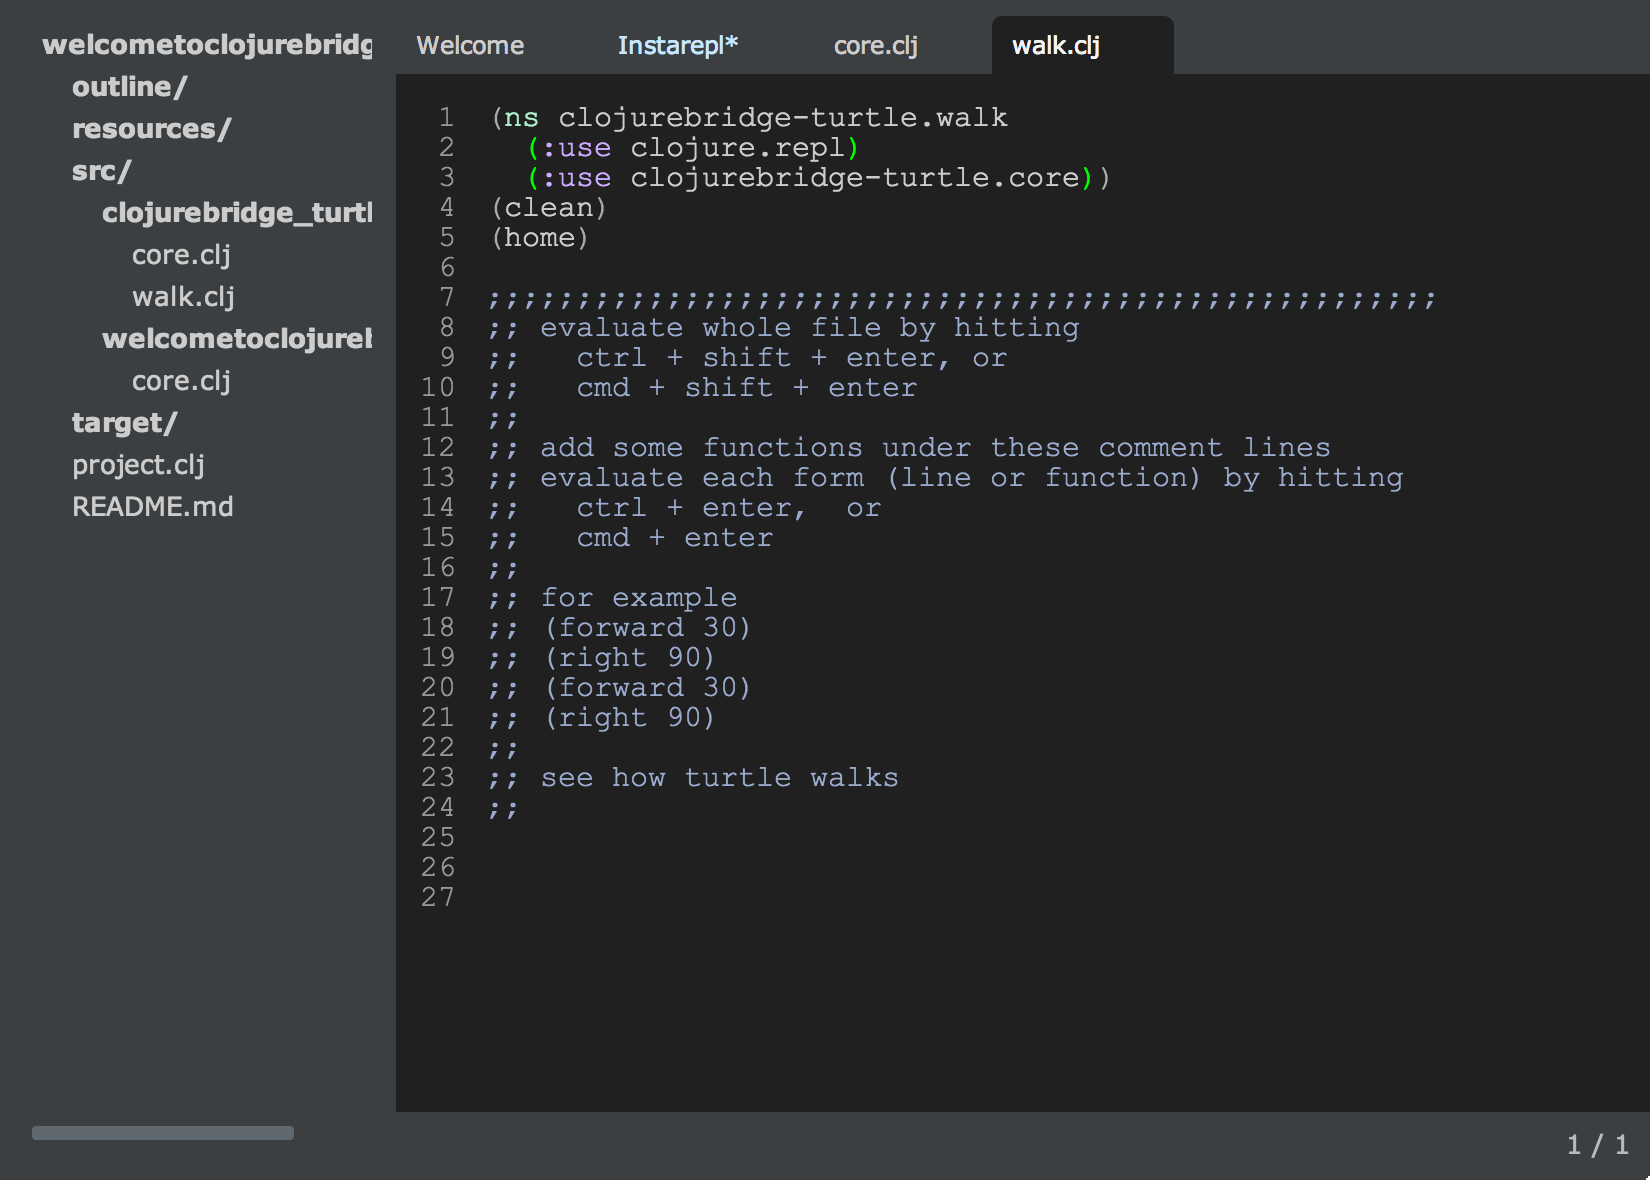 welcometoclojurebridg
outline/
resources/
src/
clojurebridge_turtl
core.clj
walk.clj
welcometoclojureb
core.clj
target/
project.clj
README.md
Welcome Instarepl* core.clj walk.clj
1 (ns clojurebridge-turtle.walk
2   (:use clojure.repl)
3   (:use clojurebridge-turtle.core))
4 (clean)
5 (home)
6
7 ;;;;;;;;;;;;;;;;;;;;;;;;;;;;;;;;;;;;;;;;;;;;;;;;;;;;;
8 ;; evaluate whole file by hitting
9 ;;   ctrl + shift + enter, or
10 ;;   cmd + shift + enter
11 ;;
12 ;; add some functions under these comment lines
13 ;; evaluate each form (line or function) by hitting
14 ;;   ctrl + enter,  or
15 ;;   cmd + enter
16 ;;
17 ;; for example
18 ;; (forward 30)
19 ;; (right 90)
20 ;; (forward 30)
21 ;; (right 90)
22 ;;
23 ;; see how turtle walks
24 ;;
25
26
27
1 / 1